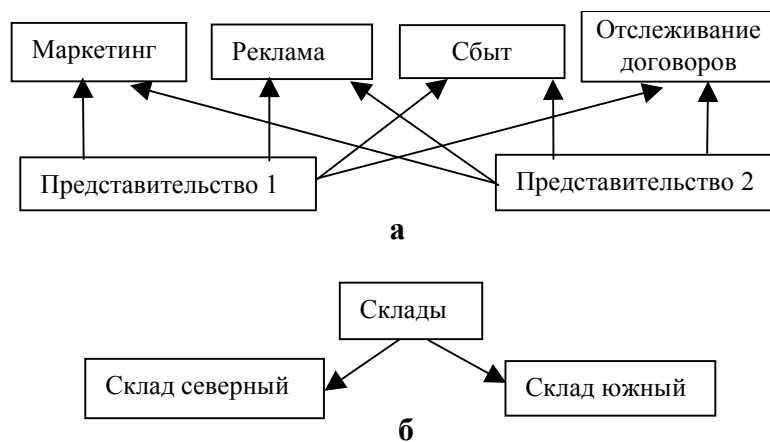 Маркетинг
Реклама
Сбыт
Отслеживание
договоров
Представительство 1
Представительство 2
а
Склады
Склад северный
Склад южный
б